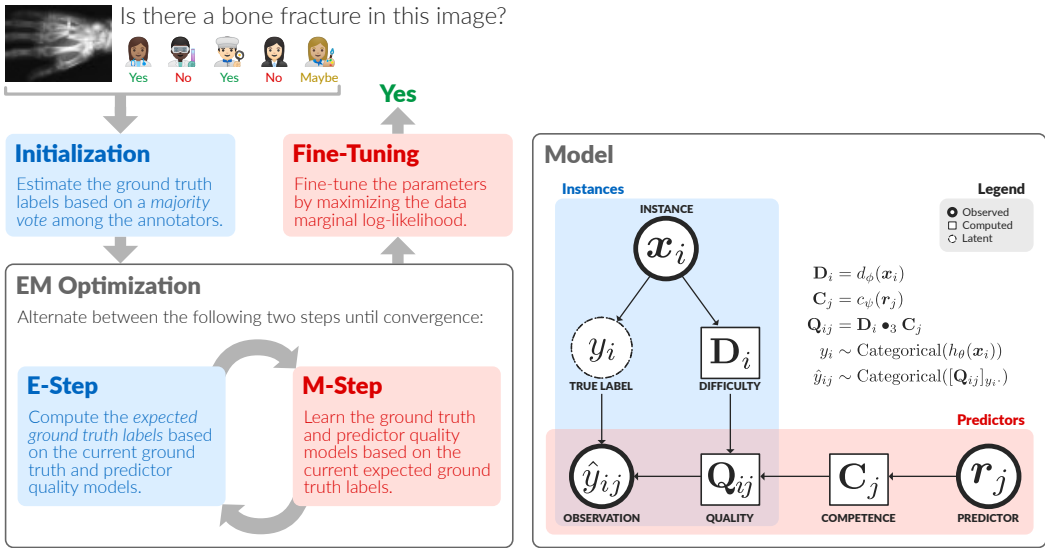 Is there a bone fracture in this image?
Yes No Yes No Maybe
Yes
Initialization
Estimate the ground truth
labels based on a majority
vote among the annotators.
Fine-Tuning
Fine-tune the parameters
by maximizing the data
marginal log-likelihood.
EM Optimization
Alternate between the following two steps until convergence:
E-Step
Compute the expected
ground truth labels based
on the current ground
truth and predictor
quality models.
M-Step
Learn the ground truth
and predictor quality
models based on the
current expected ground
truth labels.
Model
Instances
Legend
Observed
Computed
Latent
INSTANCE
x_i
D_i = d_ϕ(x_i)
C_j = c_ψ(r_j)
Q_ij = D_i •_3 C_j
y_i ∼ Categorical(h_θ(x_i))
ŷ_ij ∼ Categorical([Q_ij]_{y_i·})
y_i D_i
TRUE LABEL DIFFICULTY
Predictors
ŷ_ij Q_ij C_j r_j
OBSERVATION QUALITY COMPETENCE PREDICTOR